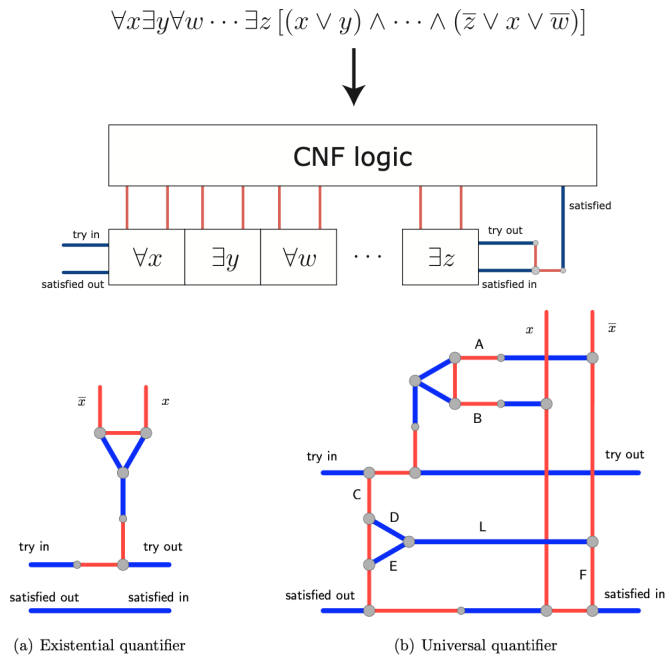 ∀x∃y∀w ⋯ ∃z [(x ∨ y) ∧ ⋯ ∧ (z̅ ∨ x ∨ w̅)]
CNF logic
satisfied
try in
try out
∀x ∃y ∀w ⋯ ∃z
satisfied out
satisfied in
x̅ x
try in try out
satisfied out satisfied in
(a) Existential quantifier
x x̅
A
B
try in try out
C
D
L
E
F
satisfied out satisfied in
(b) Universal quantifier